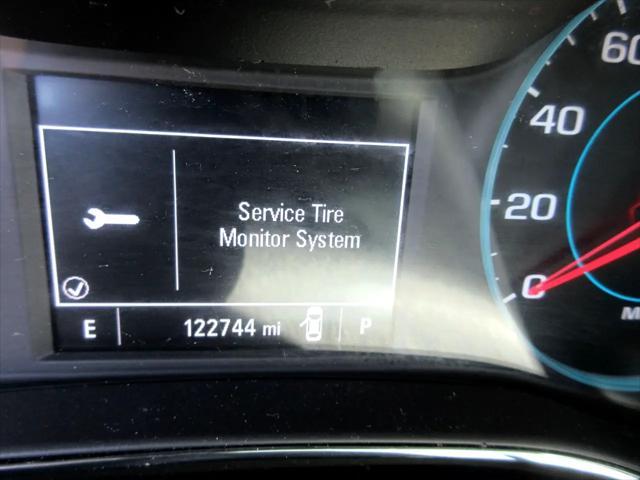 Service Tire
Monitor System
E 122744 mi P
60
40
20
0
M